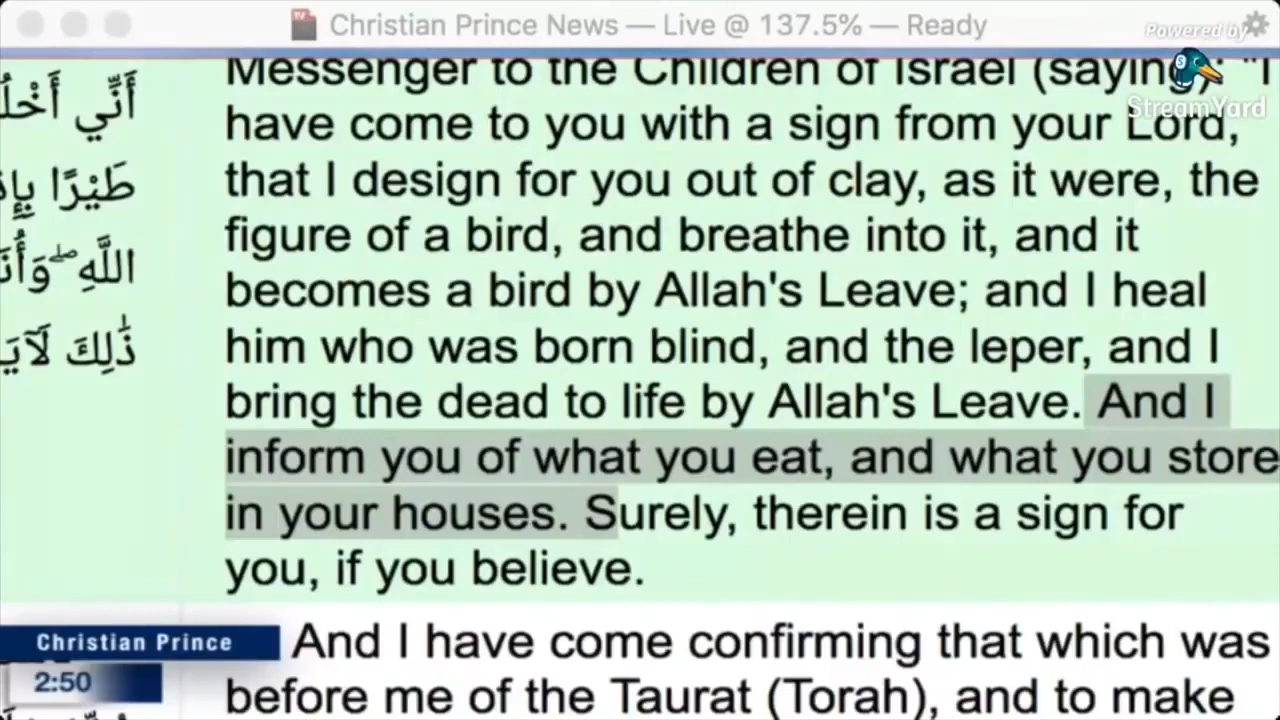 Christian Prince News — Live @ 137.5% — Ready
Powered by
StreamYard
أَنِّي
طَيْرًا
اللَّهِ ۖ
ذَٰلِكَ
Messenger to the Children of Israel (saying): "I
have come to you with a sign from your Lord,
that I design for you out of clay, as it were, the
figure of a bird, and breathe into it, and it
becomes a bird by Allah's Leave; and I heal
him who was born blind, and the leper, and I
bring the dead to life by Allah's Leave. And I
inform you of what you eat, and what you store
in your houses. Surely, therein is a sign for
you, if you believe.
And I have come confirming that which was
before me of the Taurat (Torah), and to make
Christian Prince
2:50